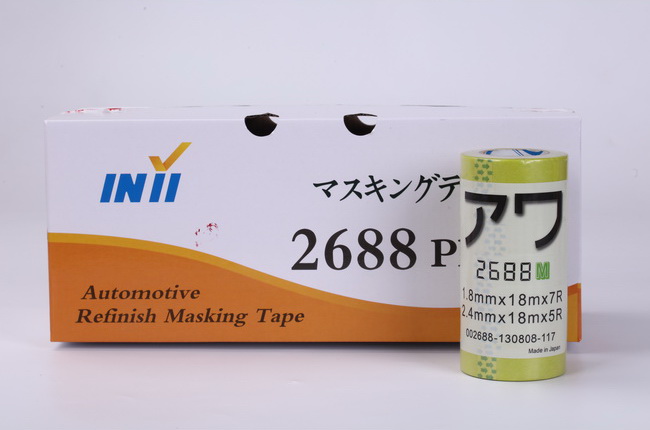 INII
マスキングテ
2688 P
Automotive
Refinish Masking Tape
アワ
2688 M
1.8mmx18mx7R
2.4mmx18mx5R
002688-130808-117
Made in Japan